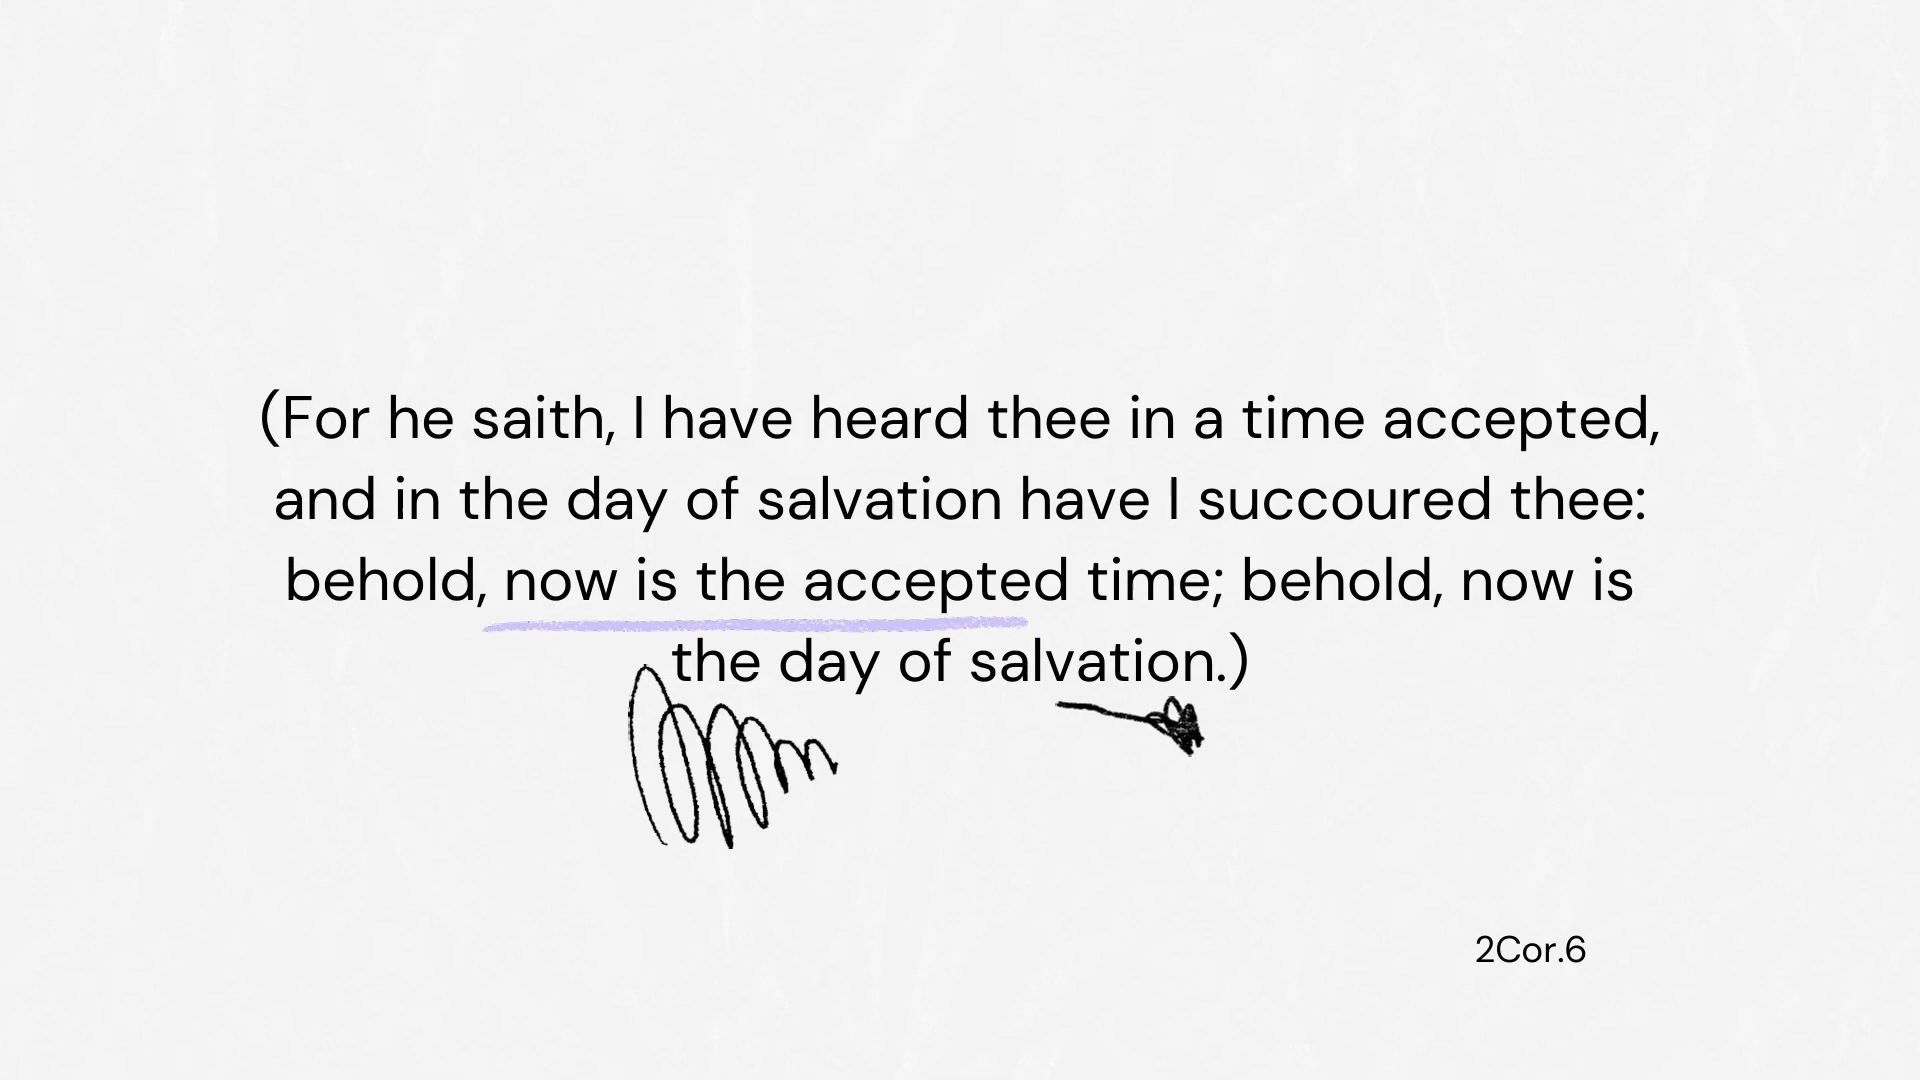 (For he saith, I have heard thee in a time accepted,
and in the day of salvation have I succoured thee:
behold, now is the accepted time; behold, now is
the day of salvation.)
2Cor.6